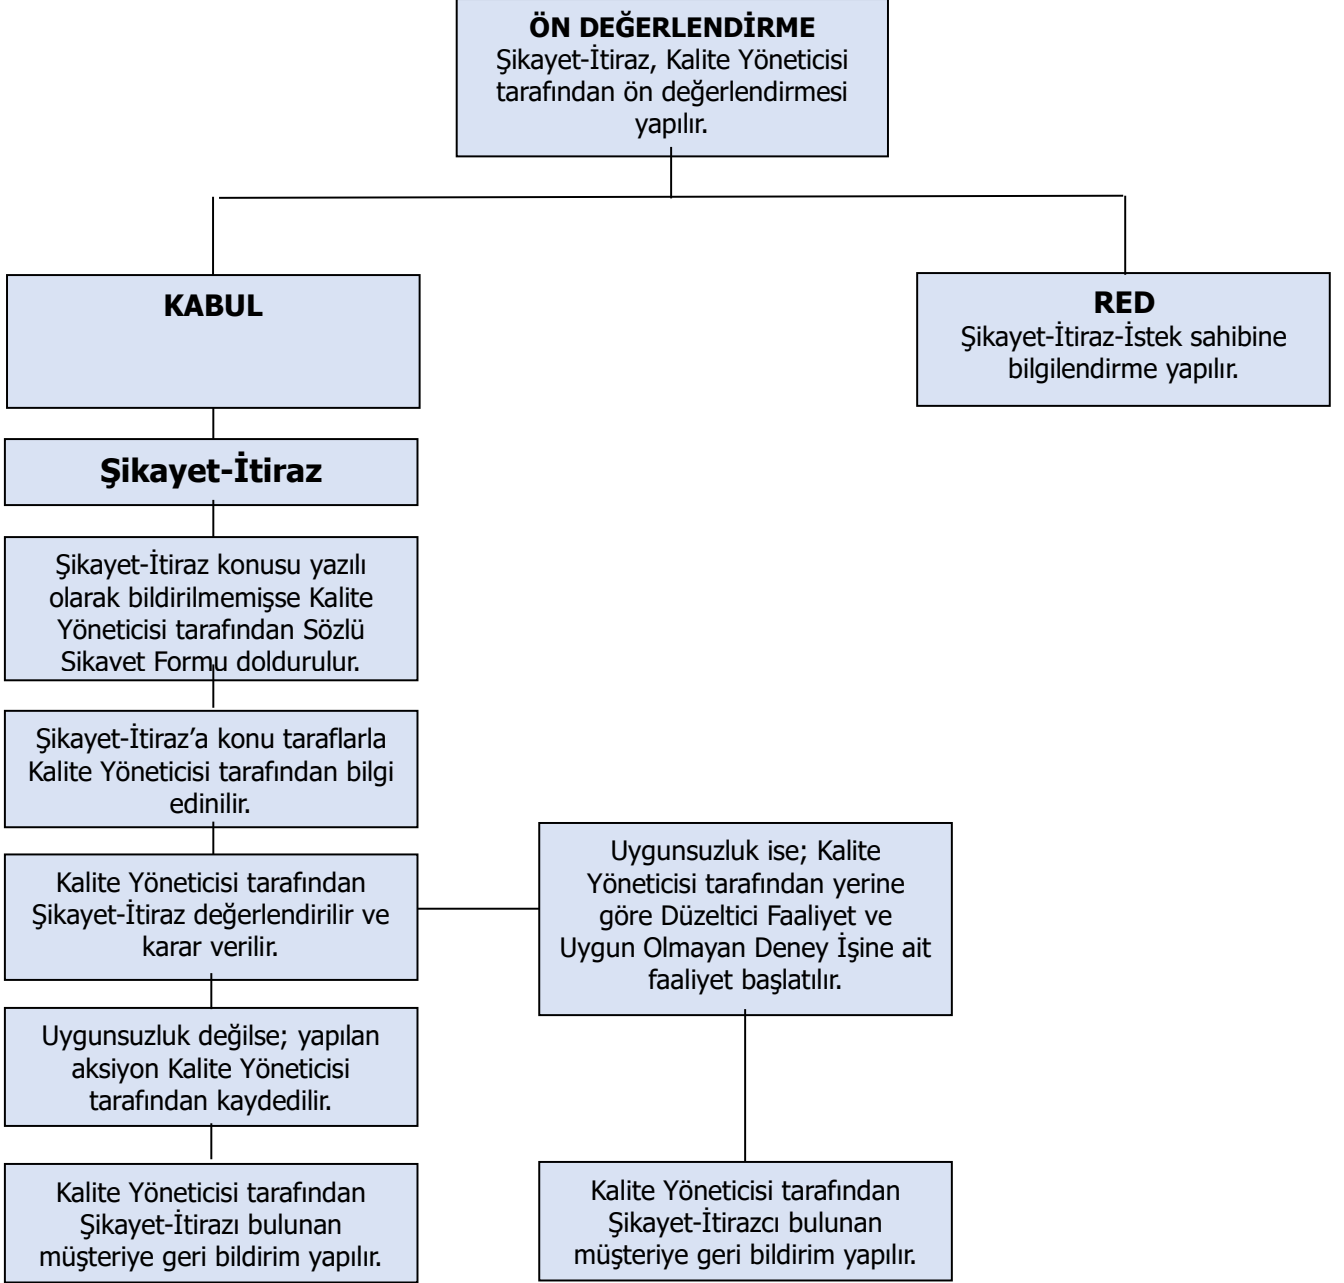 ÖN DEĞERLENDİRME
Şikayet-İtiraz, Kalite Yöneticisi
tarafından ön değerlendirmesi
yapılır.
KABUL
RED
Şikayet-İtiraz-İstek sahibine
bilgilendirme yapılır.
Şikayet-İtiraz
Şikayet-İtiraz konusu yazılı
olarak bildirilmemişse Kalite
Yöneticisi tarafından Sözlü
Şikayet Formu doldurulur.
Şikayet-İtiraz’a konu taraflarla
Kalite Yöneticisi tarafından bilgi
edinilir.
Kalite Yöneticisi tarafından
Şikayet-İtiraz değerlendirilir ve
karar verilir.
Uygunsuzluk ise; Kalite
Yöneticisi tarafından yerine
göre Düzeltici Faaliyet ve
Uygun Olmayan Deney İşine ait
faaliyet başlatılır.
Uygunsuzluk değilse; yapılan
aksiyon Kalite Yöneticisi
tarafından kaydedilir.
Kalite Yöneticisi tarafından
Şikayet-İtirazı bulunan
müşteriye geri bildirim yapılır.
Kalite Yöneticisi tarafından
Şikayet-İtirazcı bulunan
müşteriye geri bildirim yapılır.